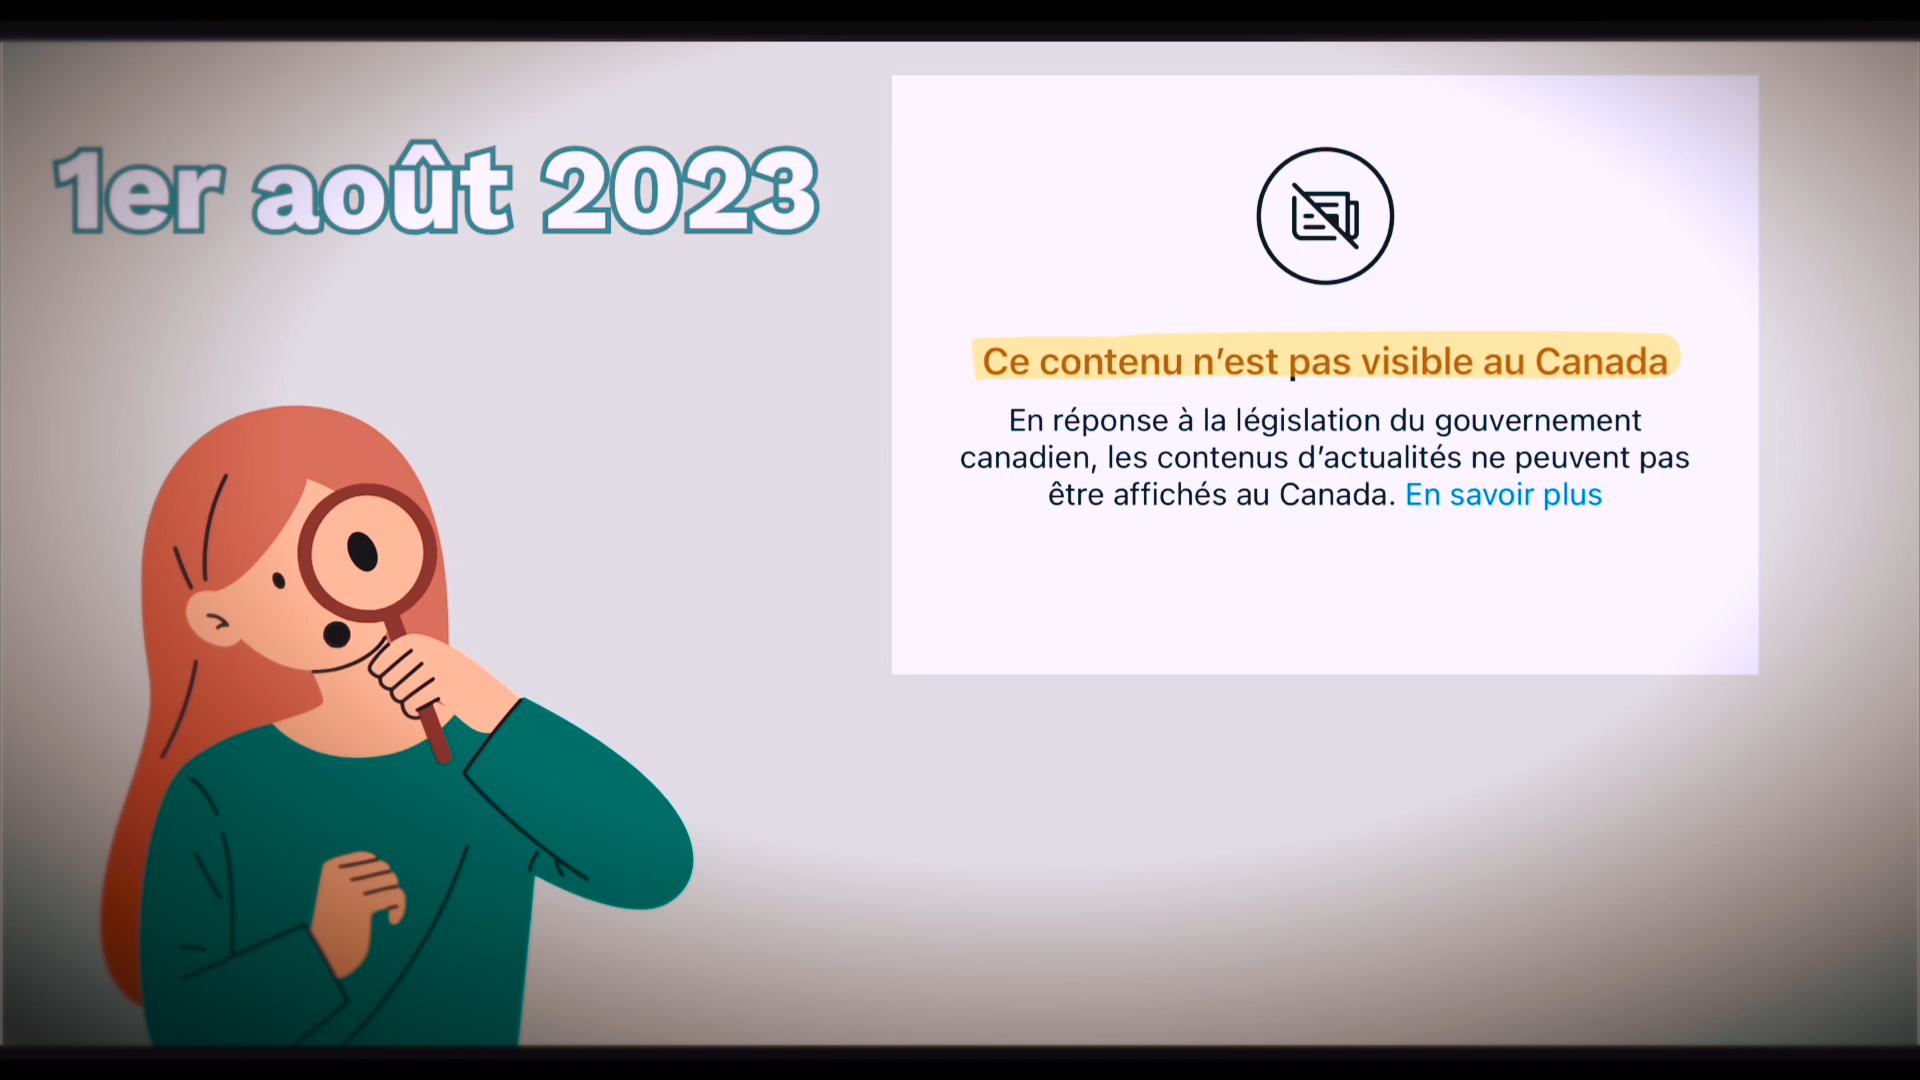 1er août 2023
Ce contenu n’est pas visible au Canada
En réponse à la législation du gouvernement
canadien, les contenus d’actualités ne peuvent pas
être affichés au Canada. En savoir plus